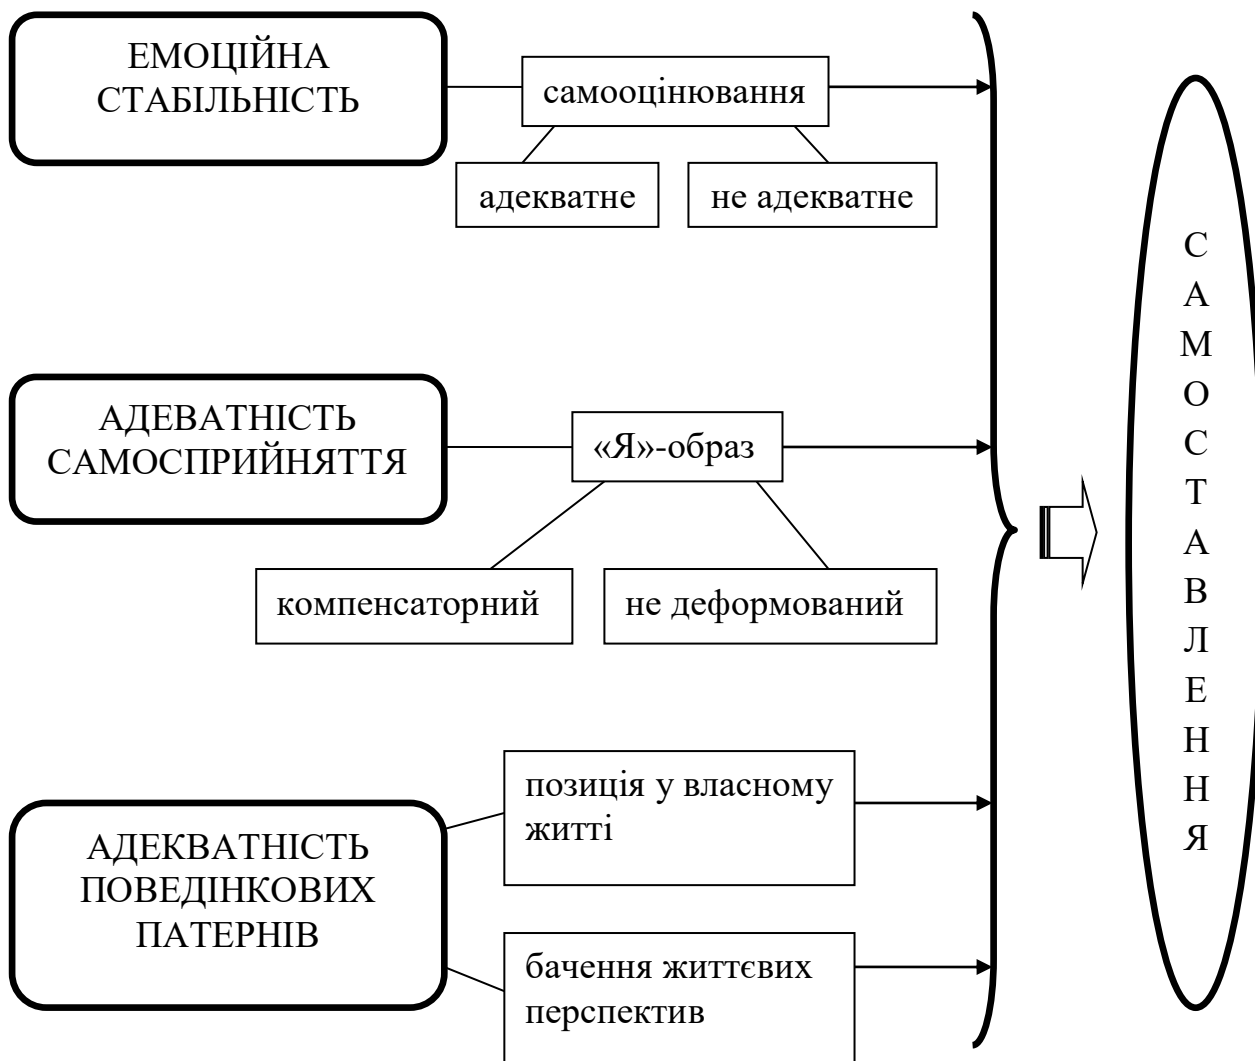 ЕМОЦІЙНА
СТАБІЛЬНІСТЬ
самооцінювання
адекватне
не адекватне
АДЕВАТНІСТЬ
САМОСПРИЙНЯТТЯ
«Я»-образ
компенсаторний
не деформований
АДЕКВАТНІСТЬ
ПОВЕДІНКОВИХ
ПАТЕРНІВ
позиція у власному
житті
бачення життєвих
перспектив
С
А
М
О
С
Т
А
В
Л
Е
Н
Н
Я